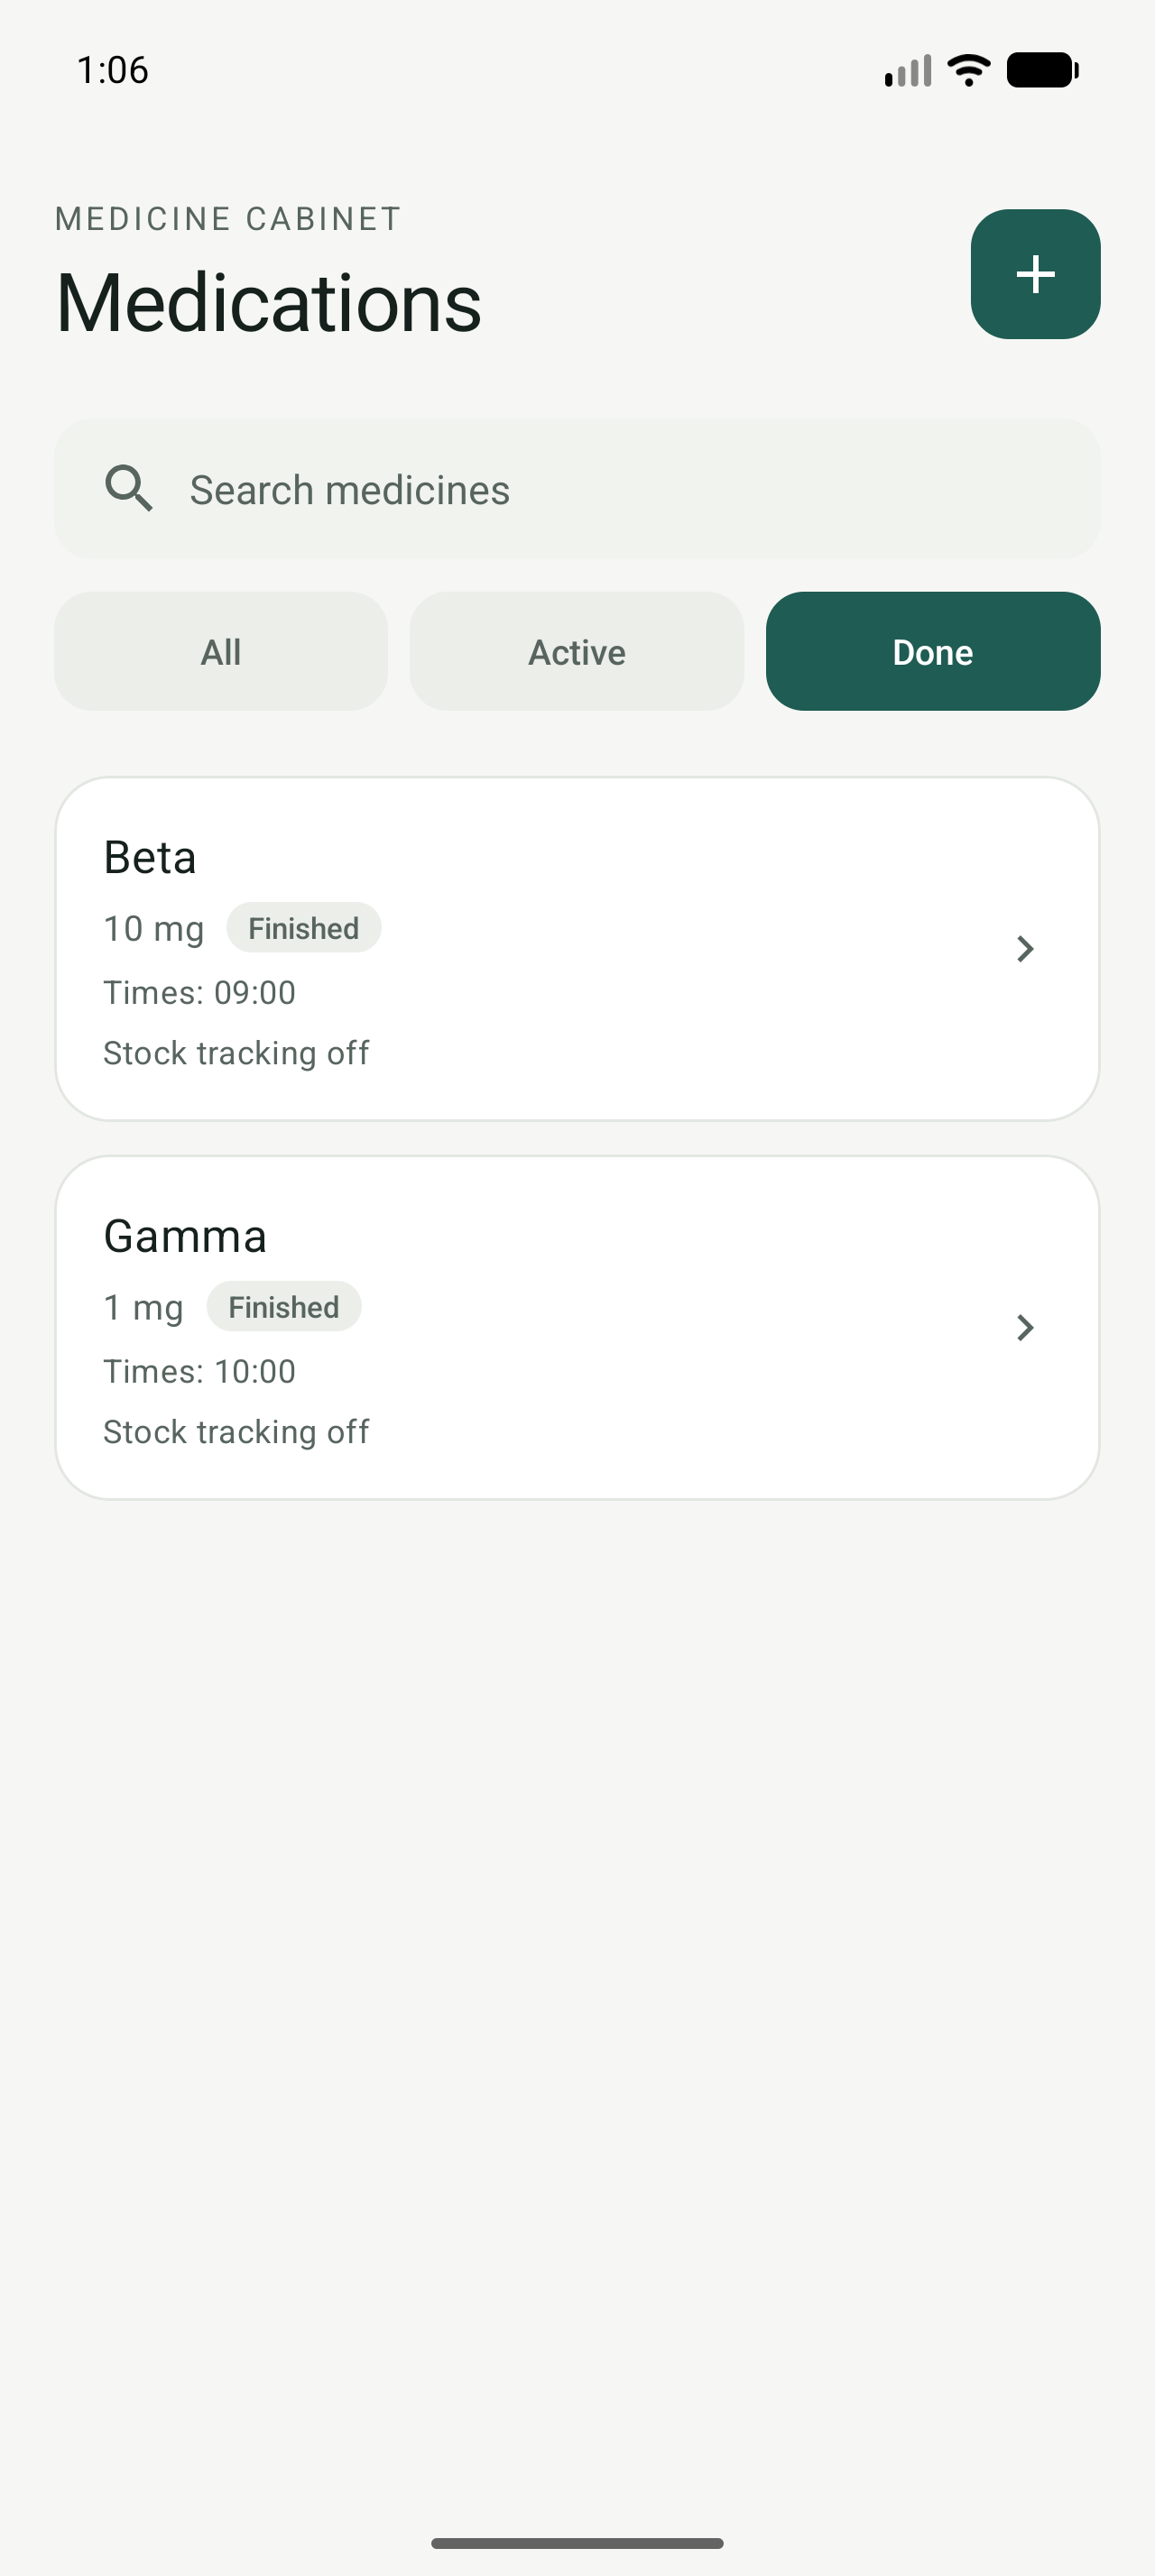 1:06
MEDICINE CABINET
Medications
Search medicines
All Active Done
Beta
10 mg Finished
Times: 09:00
Stock tracking off
Gamma
1 mg Finished
Times: 10:00
Stock tracking off